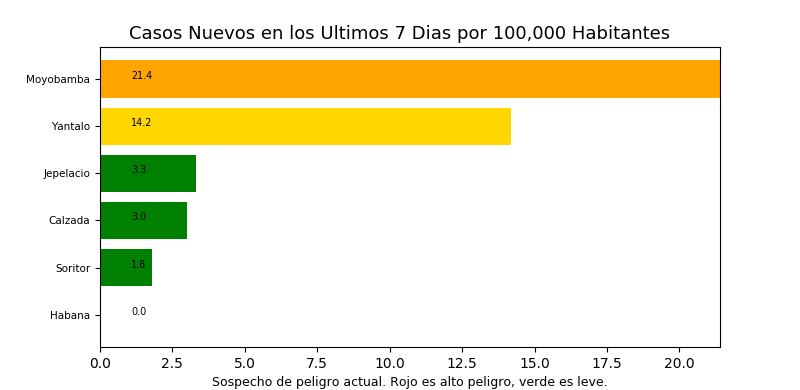 Casos Nuevos en los Ultimos 7 Dias por 100,000 Habitantes
Moyobamba 21.4
Yantalo 14.2
Jepelacio 3.3
Calzada 3.0
Soritor 1.8
Habana 0.0
0.0 2.5 5.0 7.5 10.0 12.5 15.0 17.5 20.0
Sospecho de peligro actual. Rojo es alto peligro, verde es leve.